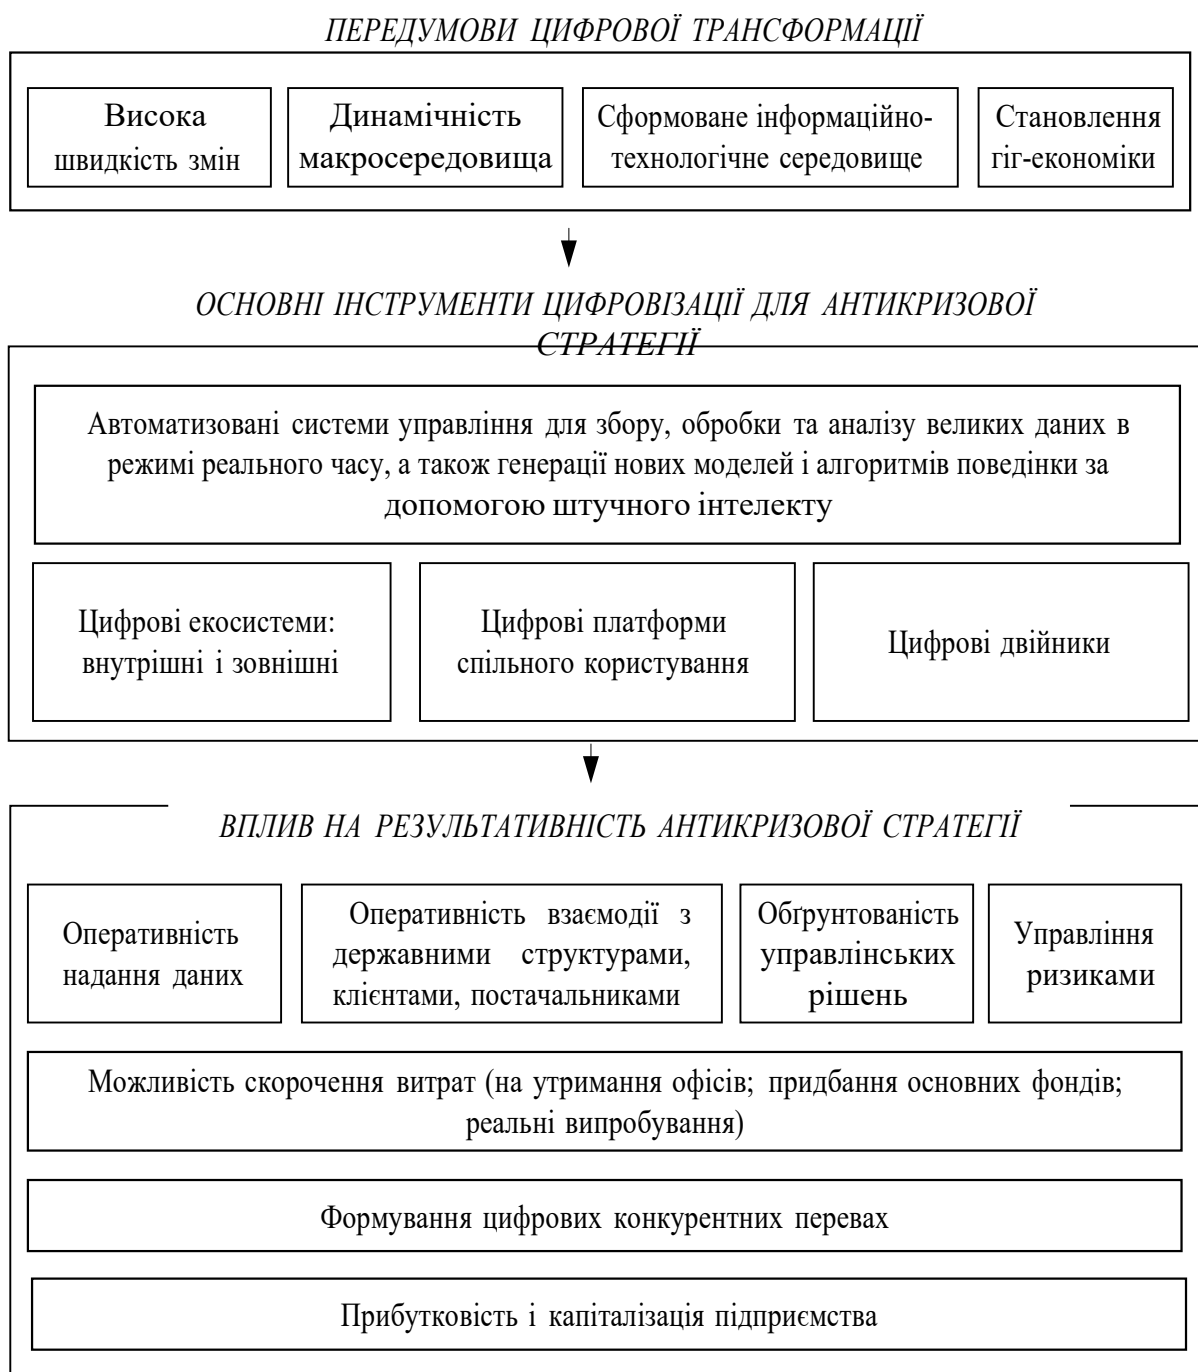 ПЕРЕДУМОВИ ЦИФРОВОЇ ТРАНСФОРМАЦІЇ
Висока
швидкість змін
Динамічність
макросередовища
Сформоване інформаційно-
технологічне середовище
Становлення
гіг-економіки
ОСНОВНІ ІНСТРУМЕНТИ ЦИФРОВІЗАЦІЇ ДЛЯ АНТИКРИЗОВОЇ
СТРАТЕГІЇ
Автоматизовані системи управління для збору, обробки та аналізу великих даних в
режимі реального часу, а також генерації нових моделей і алгоритмів поведінки за
допомогою штучного інтелекту
Цифрові екосистеми:
внутрішні і зовнішні
Цифрові платформи
спільного користування
Цифрові двійники
ВПЛИВ НА РЕЗУЛЬТАТИВНІСТЬ АНТИКРИЗОВОЇ СТРАТЕГІЇ
Оперативність
надання даних
Оперативність взаємодії з
державними структурами,
клієнтами, постачальниками
Обґрунтованість
управлінських
рішень
Управління
ризиками
Можливість скорочення витрат (на утримання офісів; придбання основних фондів;
реальні випробування)
Формування цифрових конкурентних перевах
Прибутковість і капіталізація підприємства